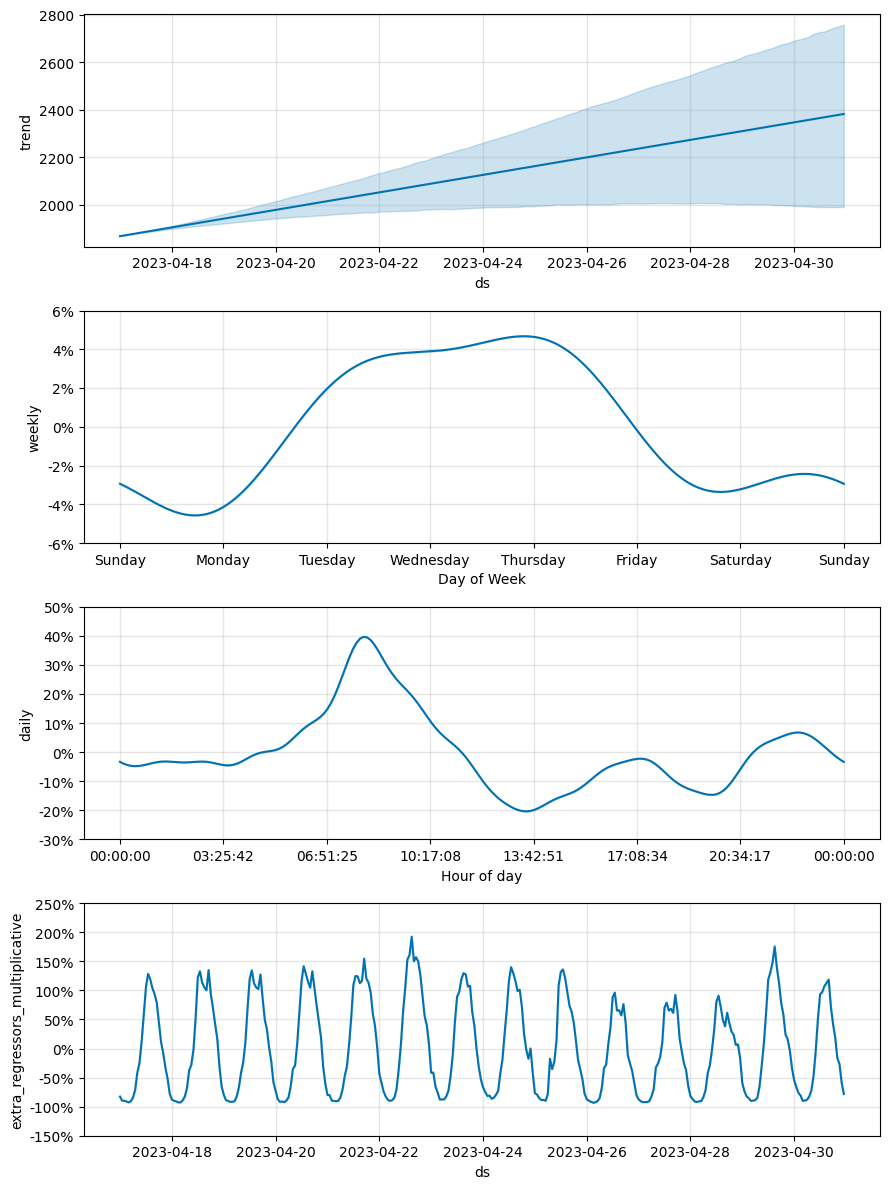 2800
2600
2400
2200
2000
trend
2023-04-18 2023-04-20 2023-04-22 2023-04-24 2023-04-26 2023-04-28 2023-04-30
ds
6%
4%
2%
0%
-2%
-4%
-6%
weekly
Sunday Monday Tuesday Wednesday Thursday Friday Saturday Sunday
Day of Week
50%
40%
30%
20%
10%
0%
-10%
-20%
-30%
daily
00:00:00 03:25:42 06:51:25 10:17:08 13:42:51 17:08:34 20:34:17 00:00:00
Hour of day
250%
200%
150%
100%
50%
0%
-50%
-100%
-150%
extra_regressors_multiplicative
2023-04-18 2023-04-20 2023-04-22 2023-04-24 2023-04-26 2023-04-28 2023-04-30
ds